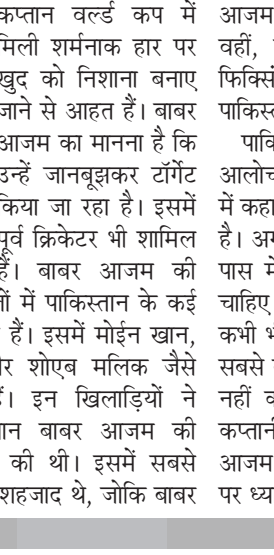 कप्तान वर्ल्ड कप में
मिली शर्मनाक हार पर
खुद को निशाना बनाए
जाने से आहत हैं। बाबर
आजम का मानना है कि
उन्हें जानबूझकर टॉर्गेट
किया जा रहा है। इसमें
पूर्व क्रिकेटर भी शामिल
हैं। बाबर आजम की
में पाकिस्तान के कई
हैं। इसमें मोईन खान,
शोएब मलिक जैसे
इन खिलाड़ियों ने
बाबर आजम की
की थी। इसमें सबसे
शहजाद थे, जोकि बाबर
आजम
वहीं,
पाकिस्त
पाकि
आलोच
में कहा
है।
पास
चाहिए
कभी
सबसे
नहीं
कप्तानी
आजम
पर